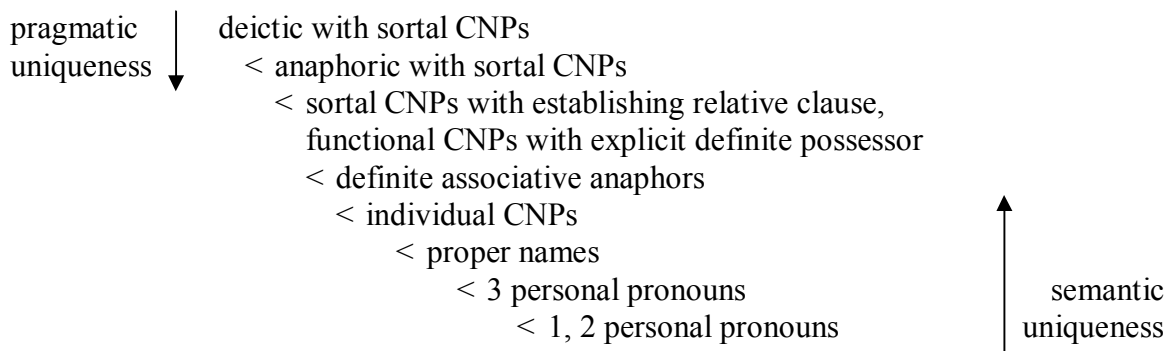 pragmatic deictic with sortal CNPs
uniqueness < anaphoric with sortal CNPs
< sortal CNPs with establishing relative clause,
functional CNPs with explicit definite possessor
< definite associative anaphors
< individual CNPs
< proper names
< 3 personal pronouns semantic
< 1, 2 personal pronouns uniqueness